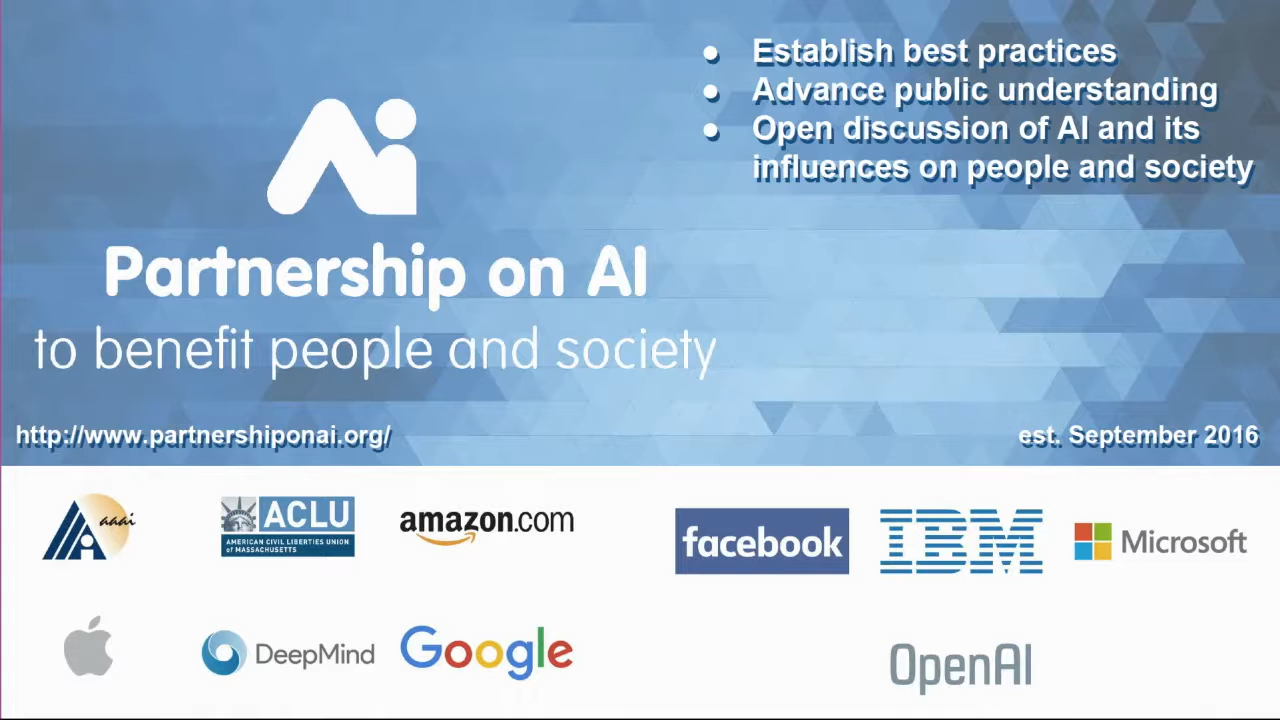 ● Establish best practices
● Advance public understanding
● Open discussion of AI and its
influences on people and society
Ai
Partnership on AI
to benefit people and society
http://www.partnershiponai.org/
est. September 2016
aaai
ACLU
AMERICAN CIVIL LIBERTIES UNION
of MASSACHUSETTS
amazon.com
facebook
IBM
Microsoft
DeepMind
Google
OpenAI